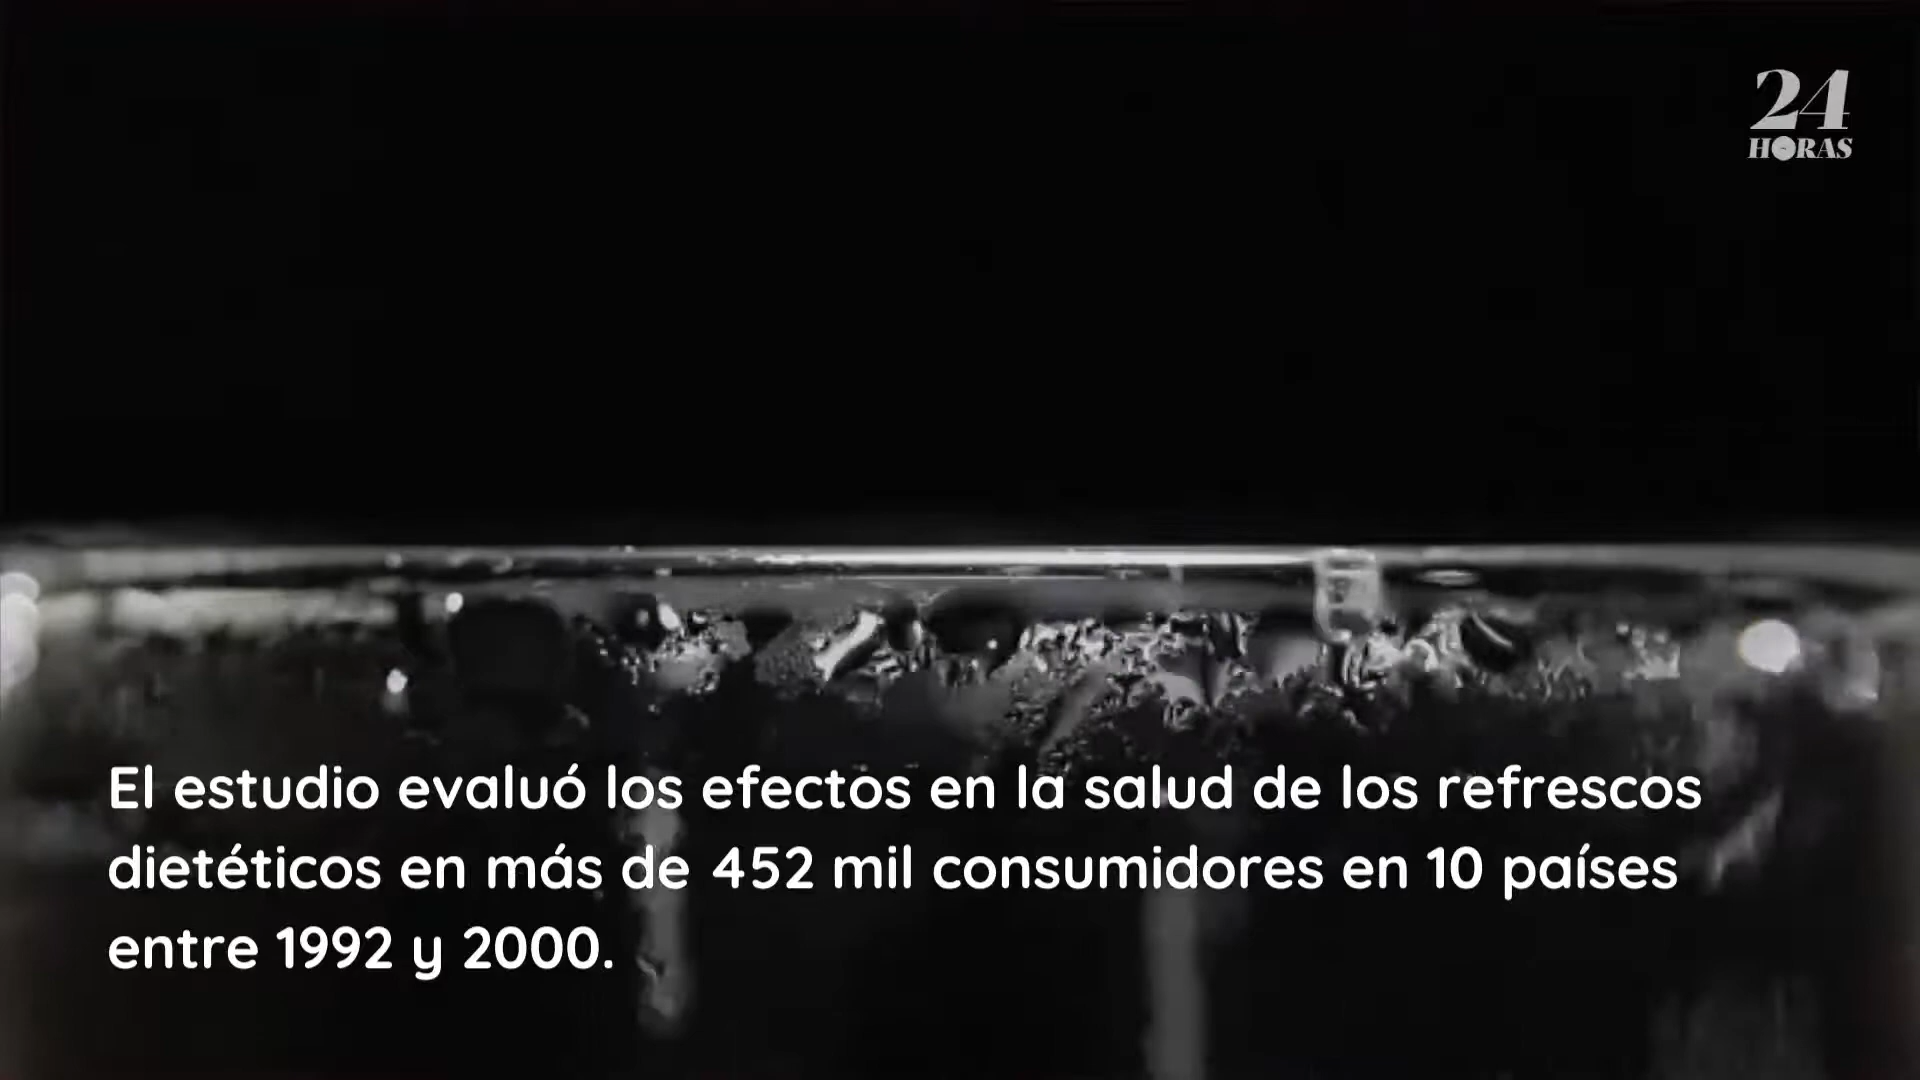 24
HORAS
El estudio evaluó los efectos en la salud de los refrescos
dietéticos en más de 452 mil consumidores en 10 países
entre 1992 y 2000.